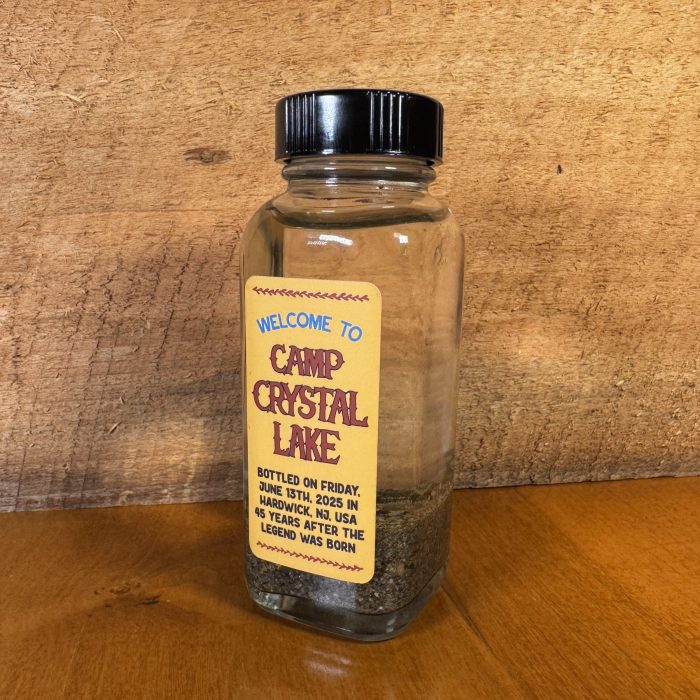 WELCOME TO
CAMP
CRYSTAL
LAKE
BOTTLED ON FRIDAY,
JUNE 13TH, 2025 IN
HARDWICK, NJ, USA
45 YEARS AFTER THE
LEGEND WAS BORN